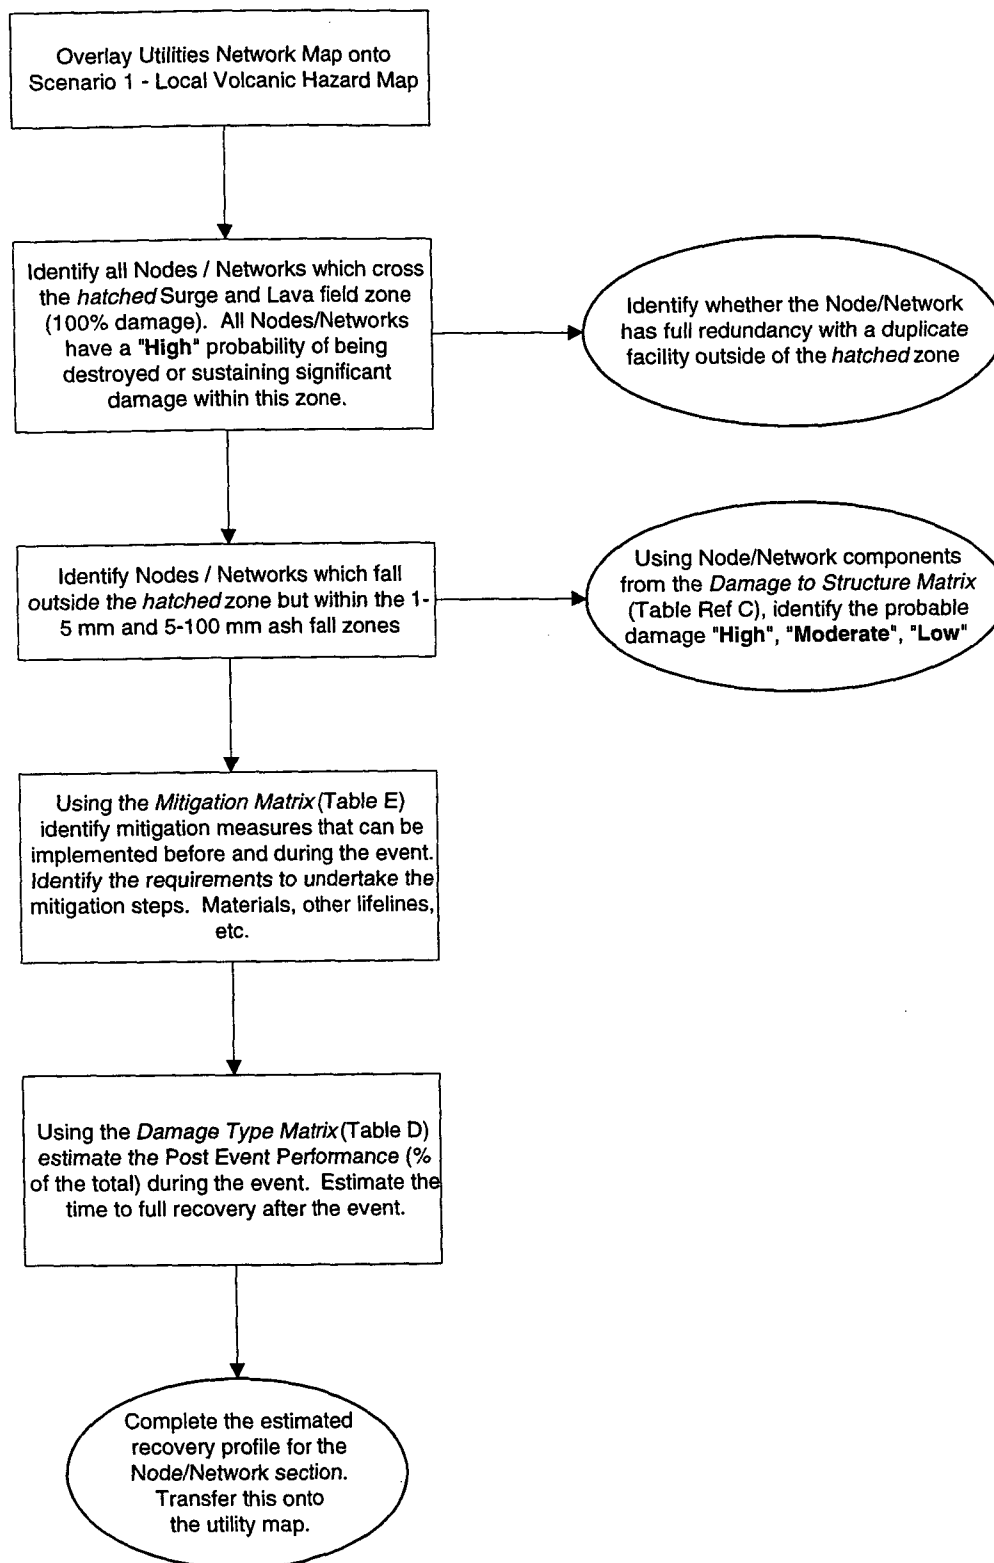 Overlay Utilities Network Map onto
Scenario 1 - Local Volcanic Hazard Map
Identify all Nodes / Networks which cross
the hatched Surge and Lava field zone
(100% damage). All Nodes/Networks
have a "High" probability of being
destroyed or sustaining significant
damage within this zone.
Identify whether the Node/Network
has full redundancy with a duplicate
facility outside of the hatched zone
Identify Nodes / Networks which fall
outside the hatched zone but within the 1-
5 mm and 5-100 mm ash fall zones
Using Node/Network components
from the Damage to Structure Matrix
(Table Ref C), identify the probable
damage "High", "Moderate", "Low"
Using the Mitigation Matrix (Table E)
identify mitigation measures that can be
implemented before and during the event.
Identify the requirements to undertake the
mitigation steps. Materials, other lifelines,
etc.
Using the Damage Type Matrix (Table D)
estimate the Post Event Performance (%
of the total) during the event. Estimate the
time to full recovery after the event.
Complete the estimated
recovery profile for the
Node/Network section.
Transfer this onto
the utility map.